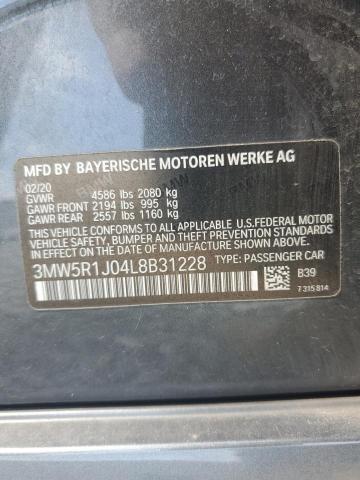 MFD BY BAYERISCHE MOTOREN WERKE AG
02/20
GVWR 4586 lbs 2080 kg
GAWR FRONT 2194 lbs 995 kg
GAWR REAR 2557 lbs 1160 kg
THIS VEHICLE CONFORMS TO ALL APPLICABLE U.S.FEDERAL MOTOR
VEHICLE SAFETY, BUMPER, AND THEFT PREVENTION STANDARDS IN
EFFECT ON THE DATE OF MANUFACTURE SHOWN ABOVE.
3MW5R1J04L8B31228 TYPE: PASSENGER CAR
B39
7 315 814